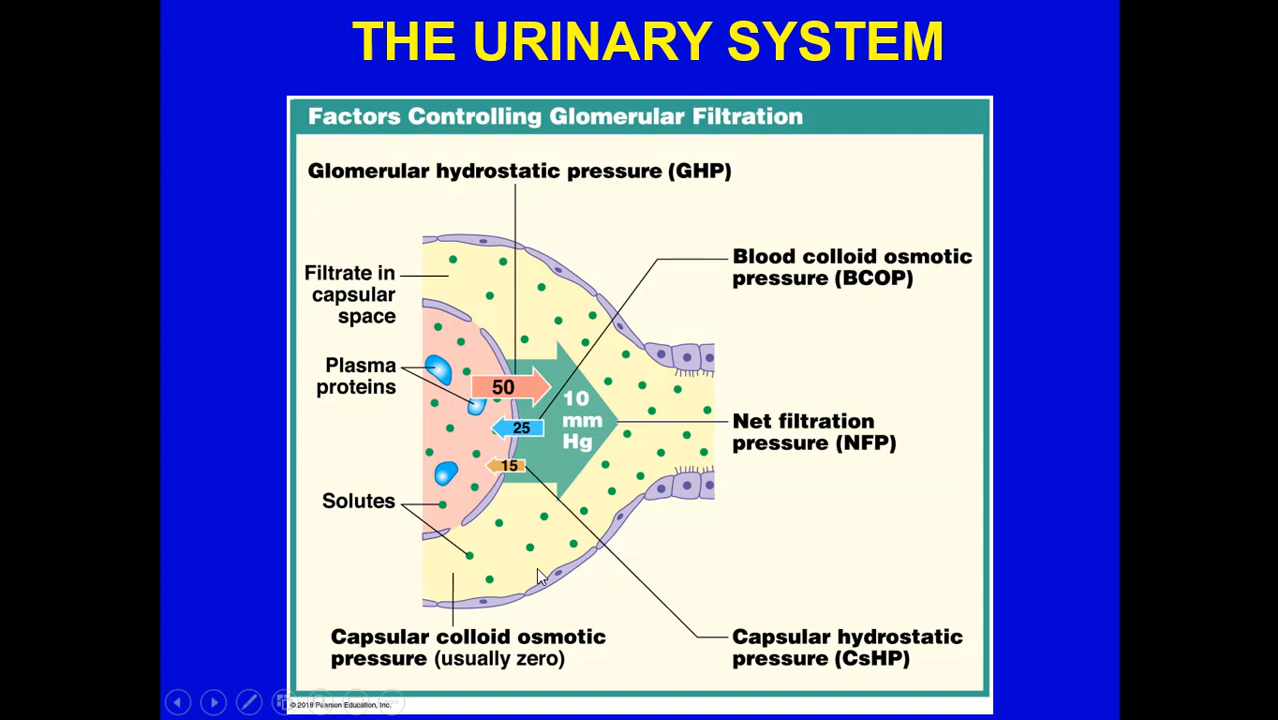 THE URINARY SYSTEM
Factors Controlling Glomerular Filtration
Glomerular hydrostatic pressure (GHP)
Filtrate in
capsular
space
Blood colloid osmotic
pressure (BCOP)
Plasma
proteins
50
25
15
10
mm
Hg
Net filtration
pressure (NFP)
Solutes
Capsular colloid osmotic
pressure (usually zero)
Capsular hydrostatic
pressure (CsHP)
© 2018 Pearson Education, Inc.